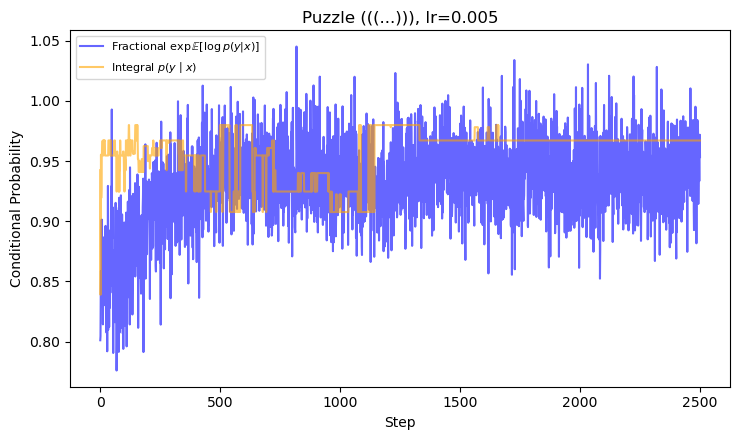 Puzzle (((...))), lr=0.005
Fractional exp𝔼[log p(y|x)]
Integral p(y | x)
Conditional Probability
1.05
1.00
0.95
0.90
0.85
0.80
0 500 1000 1500 2000 2500
Step